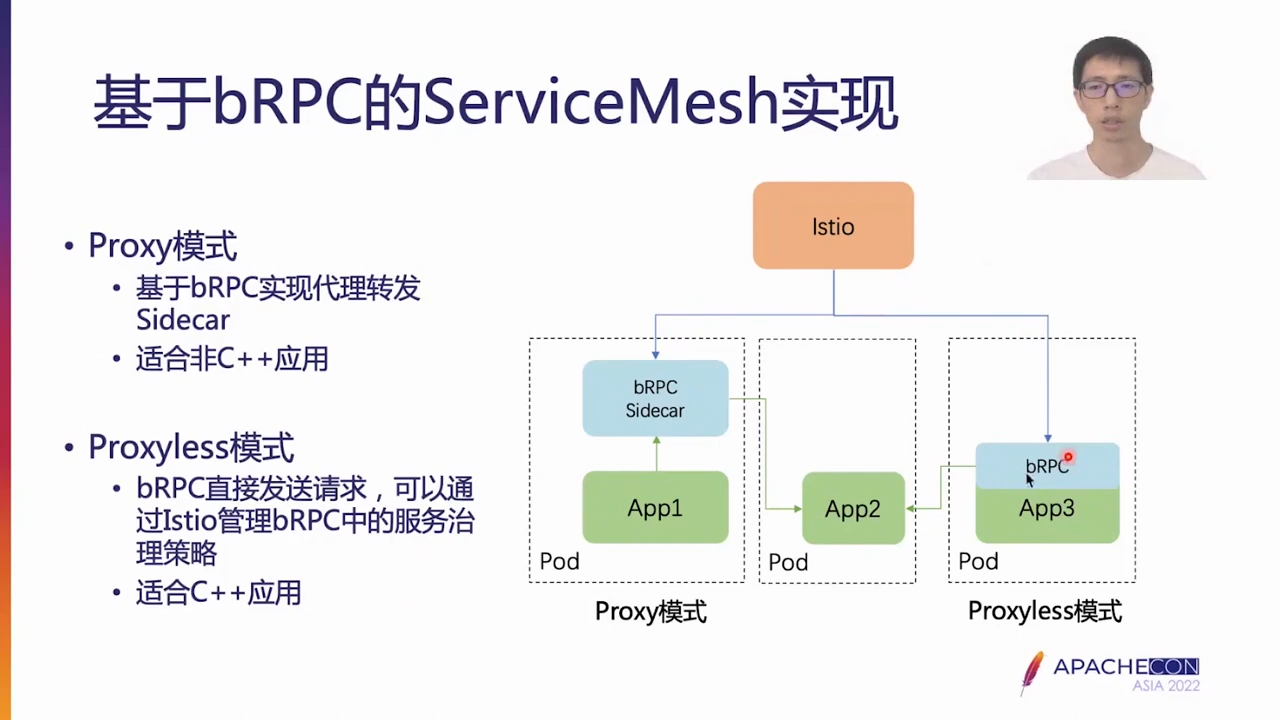 基于bRPC的ServiceMesh实现
• Proxy模式
• 基于bRPC实现代理转发
Sidecar
• 适合非C++应用
• Proxyless模式
• bRPC直接发送请求，可以通
过Istio管理bRPC中的服务治
理策略
• 适合C++应用
Istio
bRPC
Sidecar
App1
Pod
App2
Pod
bRPC
App3
Pod
Proxy模式
Proxyless模式
APACHECON
ASIA 2022